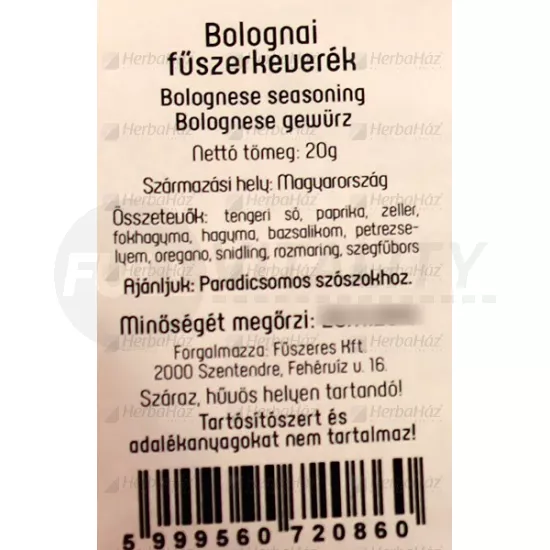 Bolognai
fűszerkeverék
Bolognese seasoning
Bolognese gewürz
Nettó tömeg: 20g
Származási hely: Magyarország
Összetevők: tengeri só, paprika, zeller,
fokhagyma, hagyma, bazsalikom, petrezse-
lyem, oregano, snidling, rozmaring, szegfűbors
Ajánljuk: Paradicsomos szószokhoz.
Minőségét megőrzi:
Forgalmazza: Fűszeres Kft.
2000 Szentendre, Fehérvíz u. 16.
Száraz, hűvös helyen tartandó!
Tartósítószert és
adalékanyagokat nem tartalmaz!
5 999560 720860
HerbaHáz